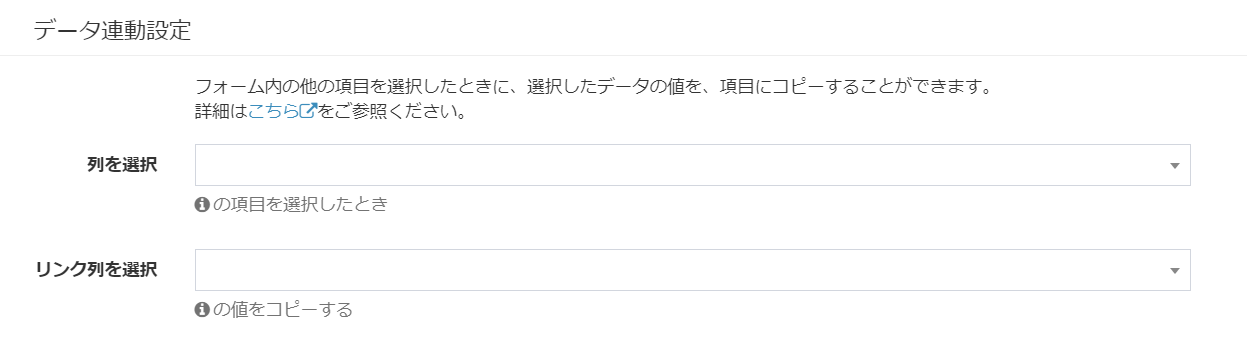 データ連動設定
フォーム内の他の項目を選択したときに、選択したデータの値を、項目にコピーすることができます。
詳細はこちらをご参照ください。
列を選択
の項目を選択したとき
リンク列を選択
の値をコピーする